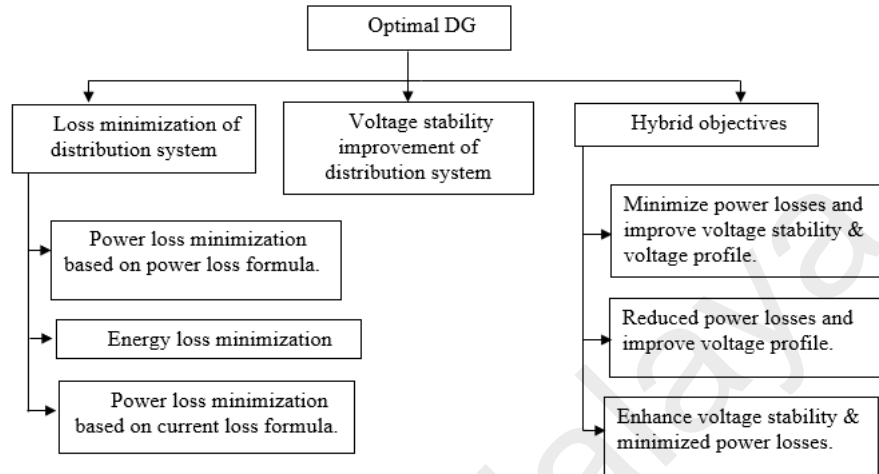 Optimal DG
Loss minimization of
distribution system
Voltage stability
improvement of
distribution system
Hybrid objectives
Power loss minimization
based on power loss formula.
Energy loss minimization
Power loss minimization
based on current loss formula.
Minimize power losses and
improve voltage stability &
voltage profile.
Reduced power losses and
improve voltage profile.
Enhance voltage stability &
minimized power losses.
alaya